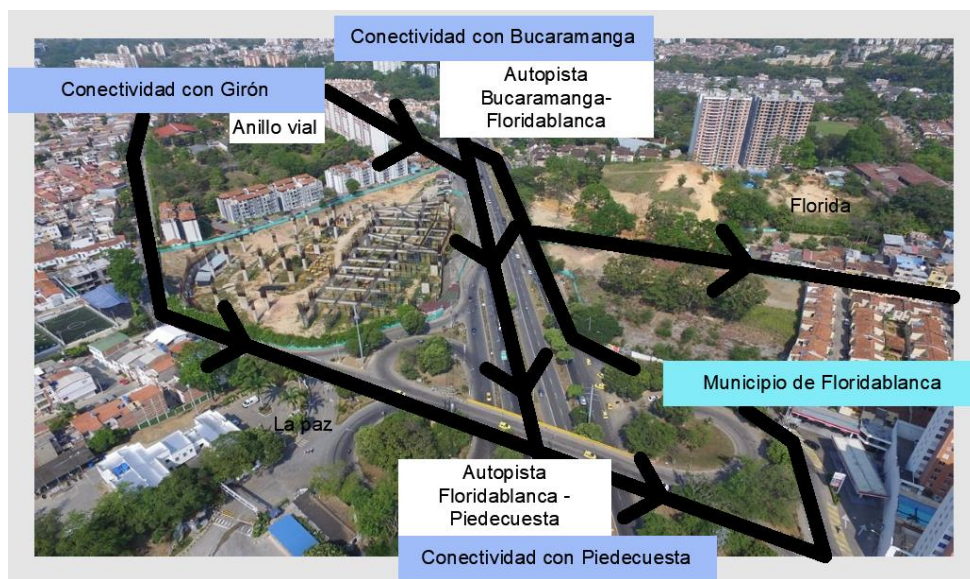 Conectividad con Bucaramanga
Conectividad con Girón
Autopista
Bucaramanga-
Floridablanca
Anillo vial
Florida
Municipio de Floridablanca
La paz
Autopista
Floridablanca -
Piedecuesta
Conectividad con Piedecuesta